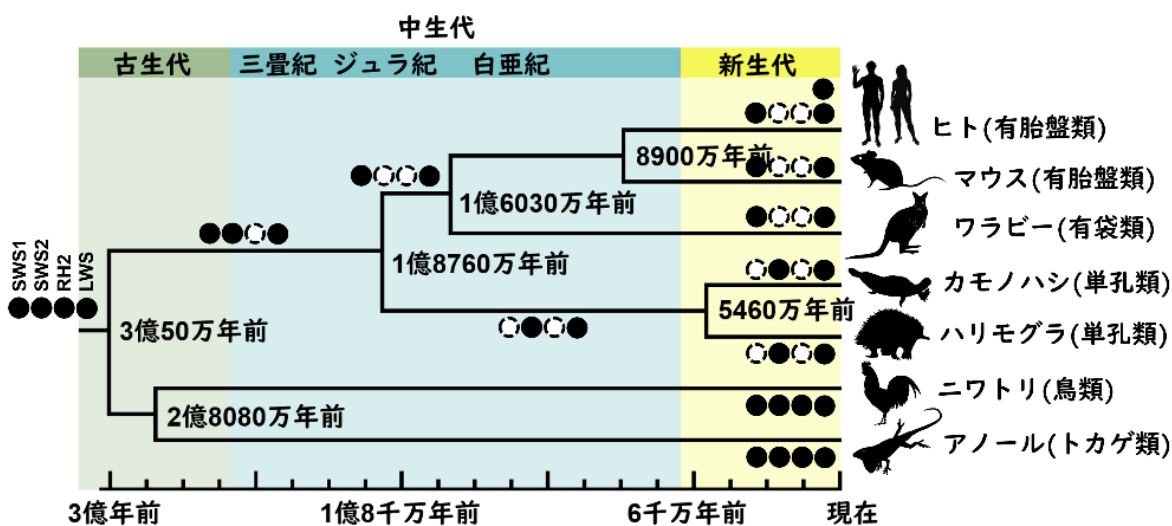 中生代
古生代
三畳紀
ジュラ紀
白亜紀
新生代
ヒト(有胎盤類)
8900万年前
マウス(有胎盤類)
1億6030万年前
ワラビー(有袋類)
SWS1
SWS2
RH2
LWS
1億8760万年前
カモノハシ(単孔類)
5460万年前
3億50万年前
ハリモグラ(単孔類)
ニワトリ(鳥類)
2億8080万年前
アノール(トカゲ類)
3億年前
1億8千万年前
6千万年前
現在